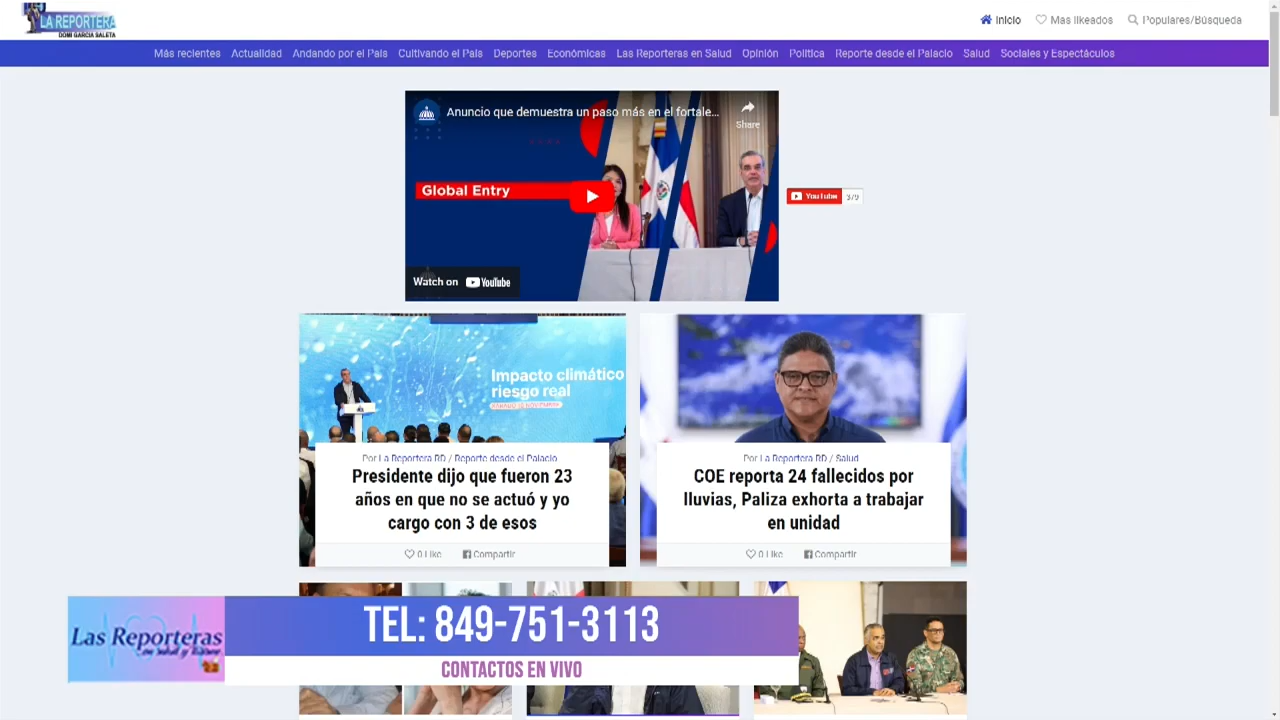 LA REPORTERA
DOMI GARCIA SALETA
Inicio
Mas likeados
Populares/Búsqueda
Más recientes
Actualidad
Andando por el Pais
Cultivando el Pais
Deportes
Económicas
Las Reporteras en Salud
Opinión
Política
Reporte desde el Palacio
Salud
Sociales y Espectáculos
Anuncio que demuestra un paso más en el fortale...
Share
Global Entry
YouTube
379
Watch on YouTube
Impacto climático
riesgo real
Por La Reportera RD / Reporte desde el Palacio
Presidente dijo que fueron 23
años en que no se actuó y yo
cargo con 3 de esos
0 Like
Compartir
Por La Reportera RD / Salud
COE reporta 24 fallecidos por
lluvias, Paliza exhorta a trabajar
en unidad
0 Like
Compartir
Las Reporteras
TEL: 849-751-3113
CONTACTOS EN VIVO